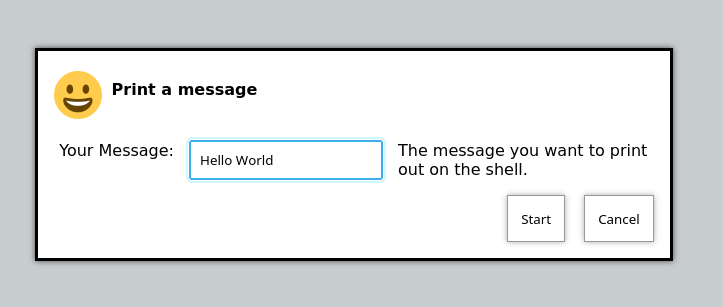 Print a message
Your Message:
Hello World
The message you want to print
out on the shell.
Start
Cancel